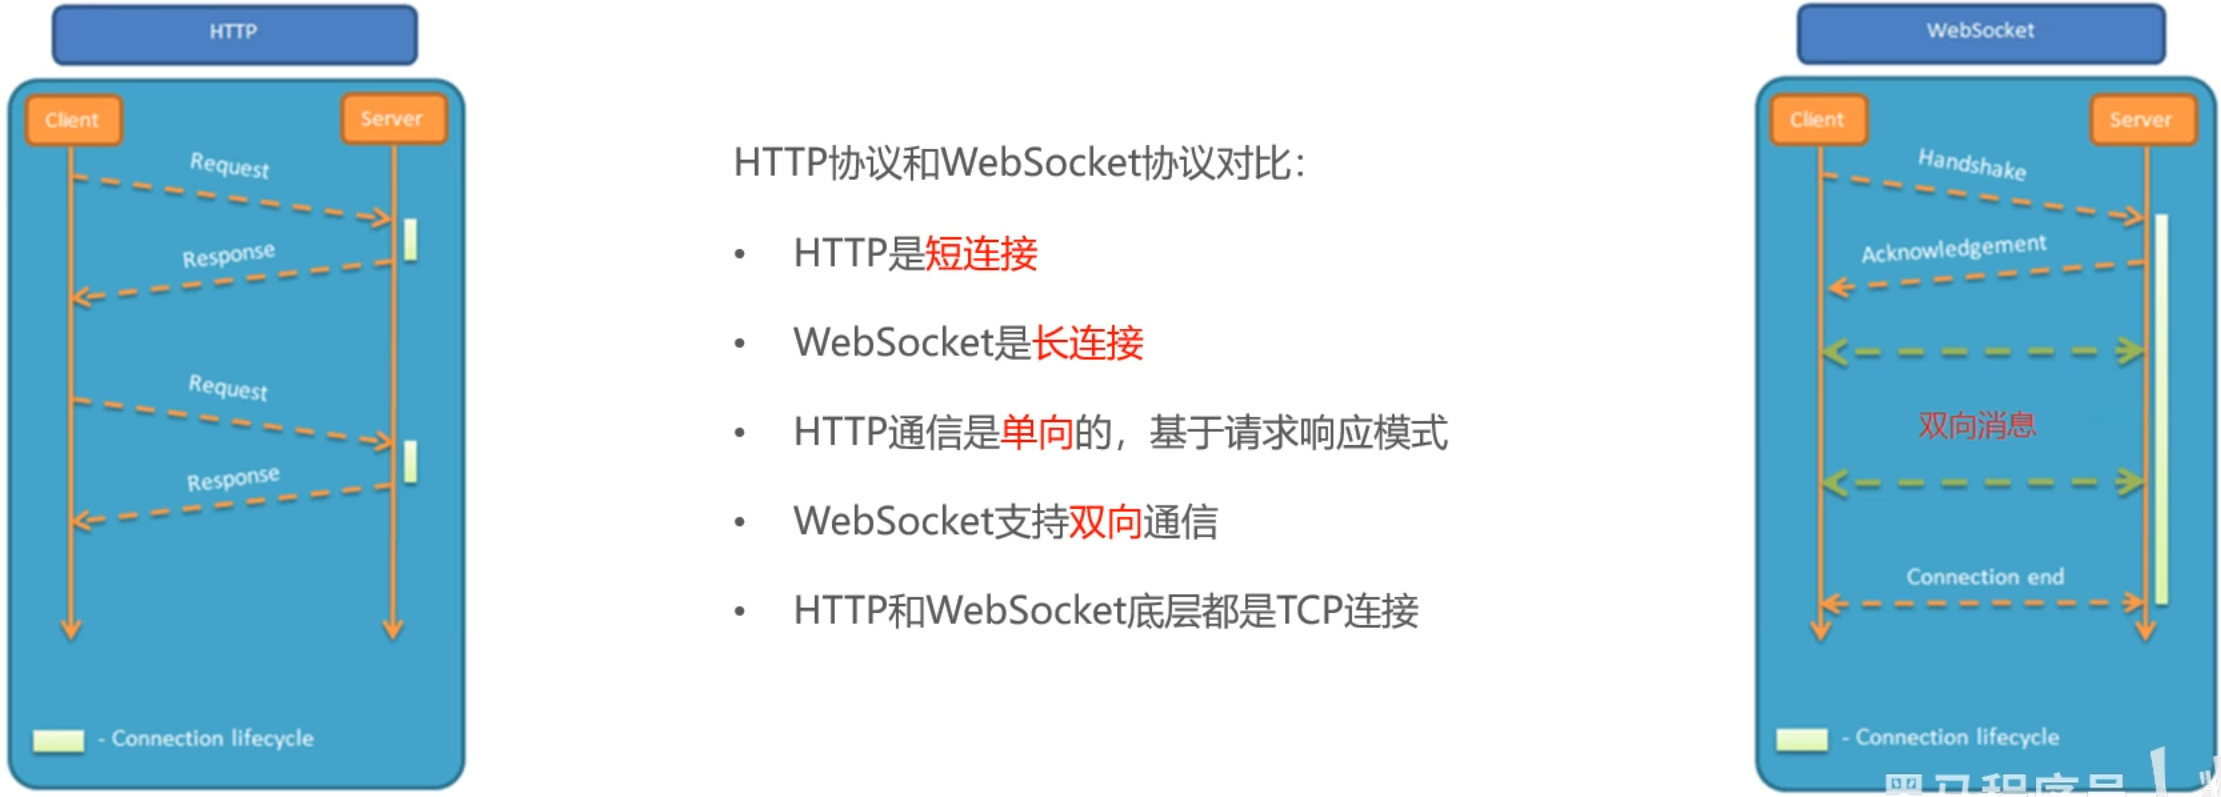 HTTP
Client
Server
Request
Response
Request
Response
- Connection lifecycle
HTTP协议和WebSocket协议对比：
• HTTP是短连接
• WebSocket是长连接
• HTTP通信是单向的，基于请求响应模式
• WebSocket支持双向通信
• HTTP和WebSocket底层都是TCP连接
WebSocket
Client
Server
Handshake
Acknowledgement
双向消息
Connection end
- Connection lifecycle
黑马程序员